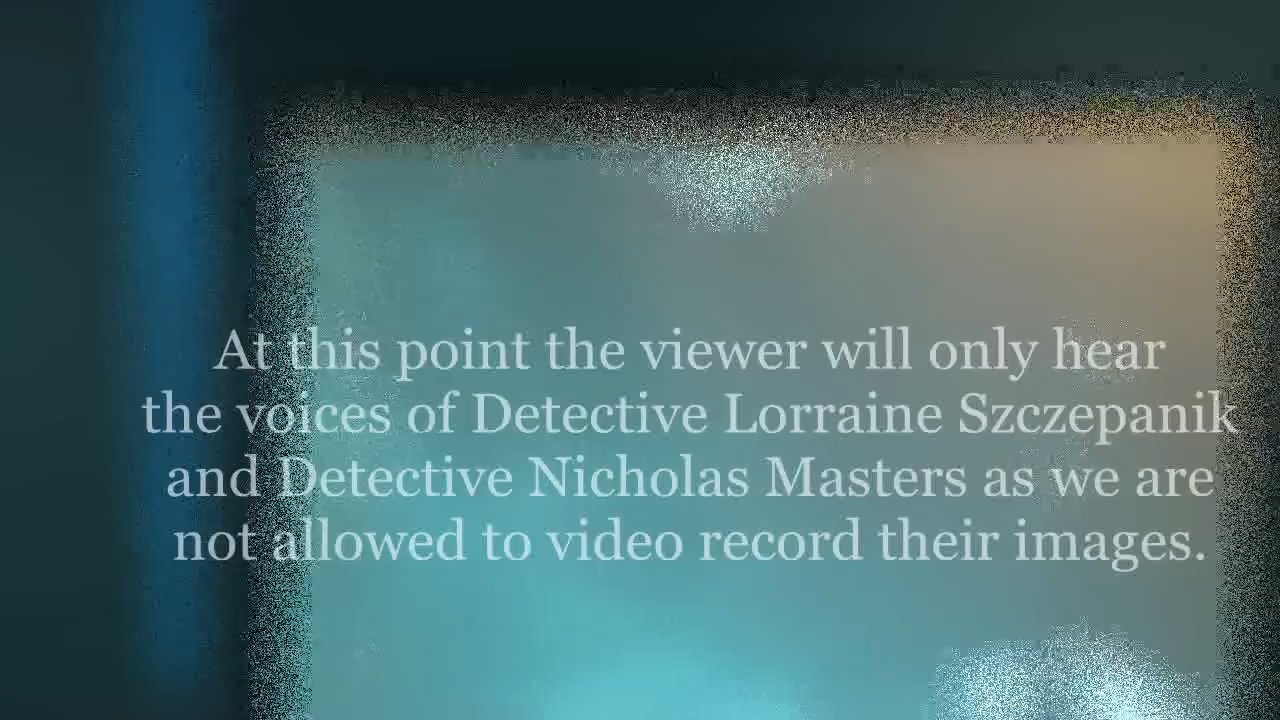 At this point the viewer will only hear
the voices of Detective Lorraine Szczepanik
and Detective Nicholas Masters as we are
not allowed to video record their images.